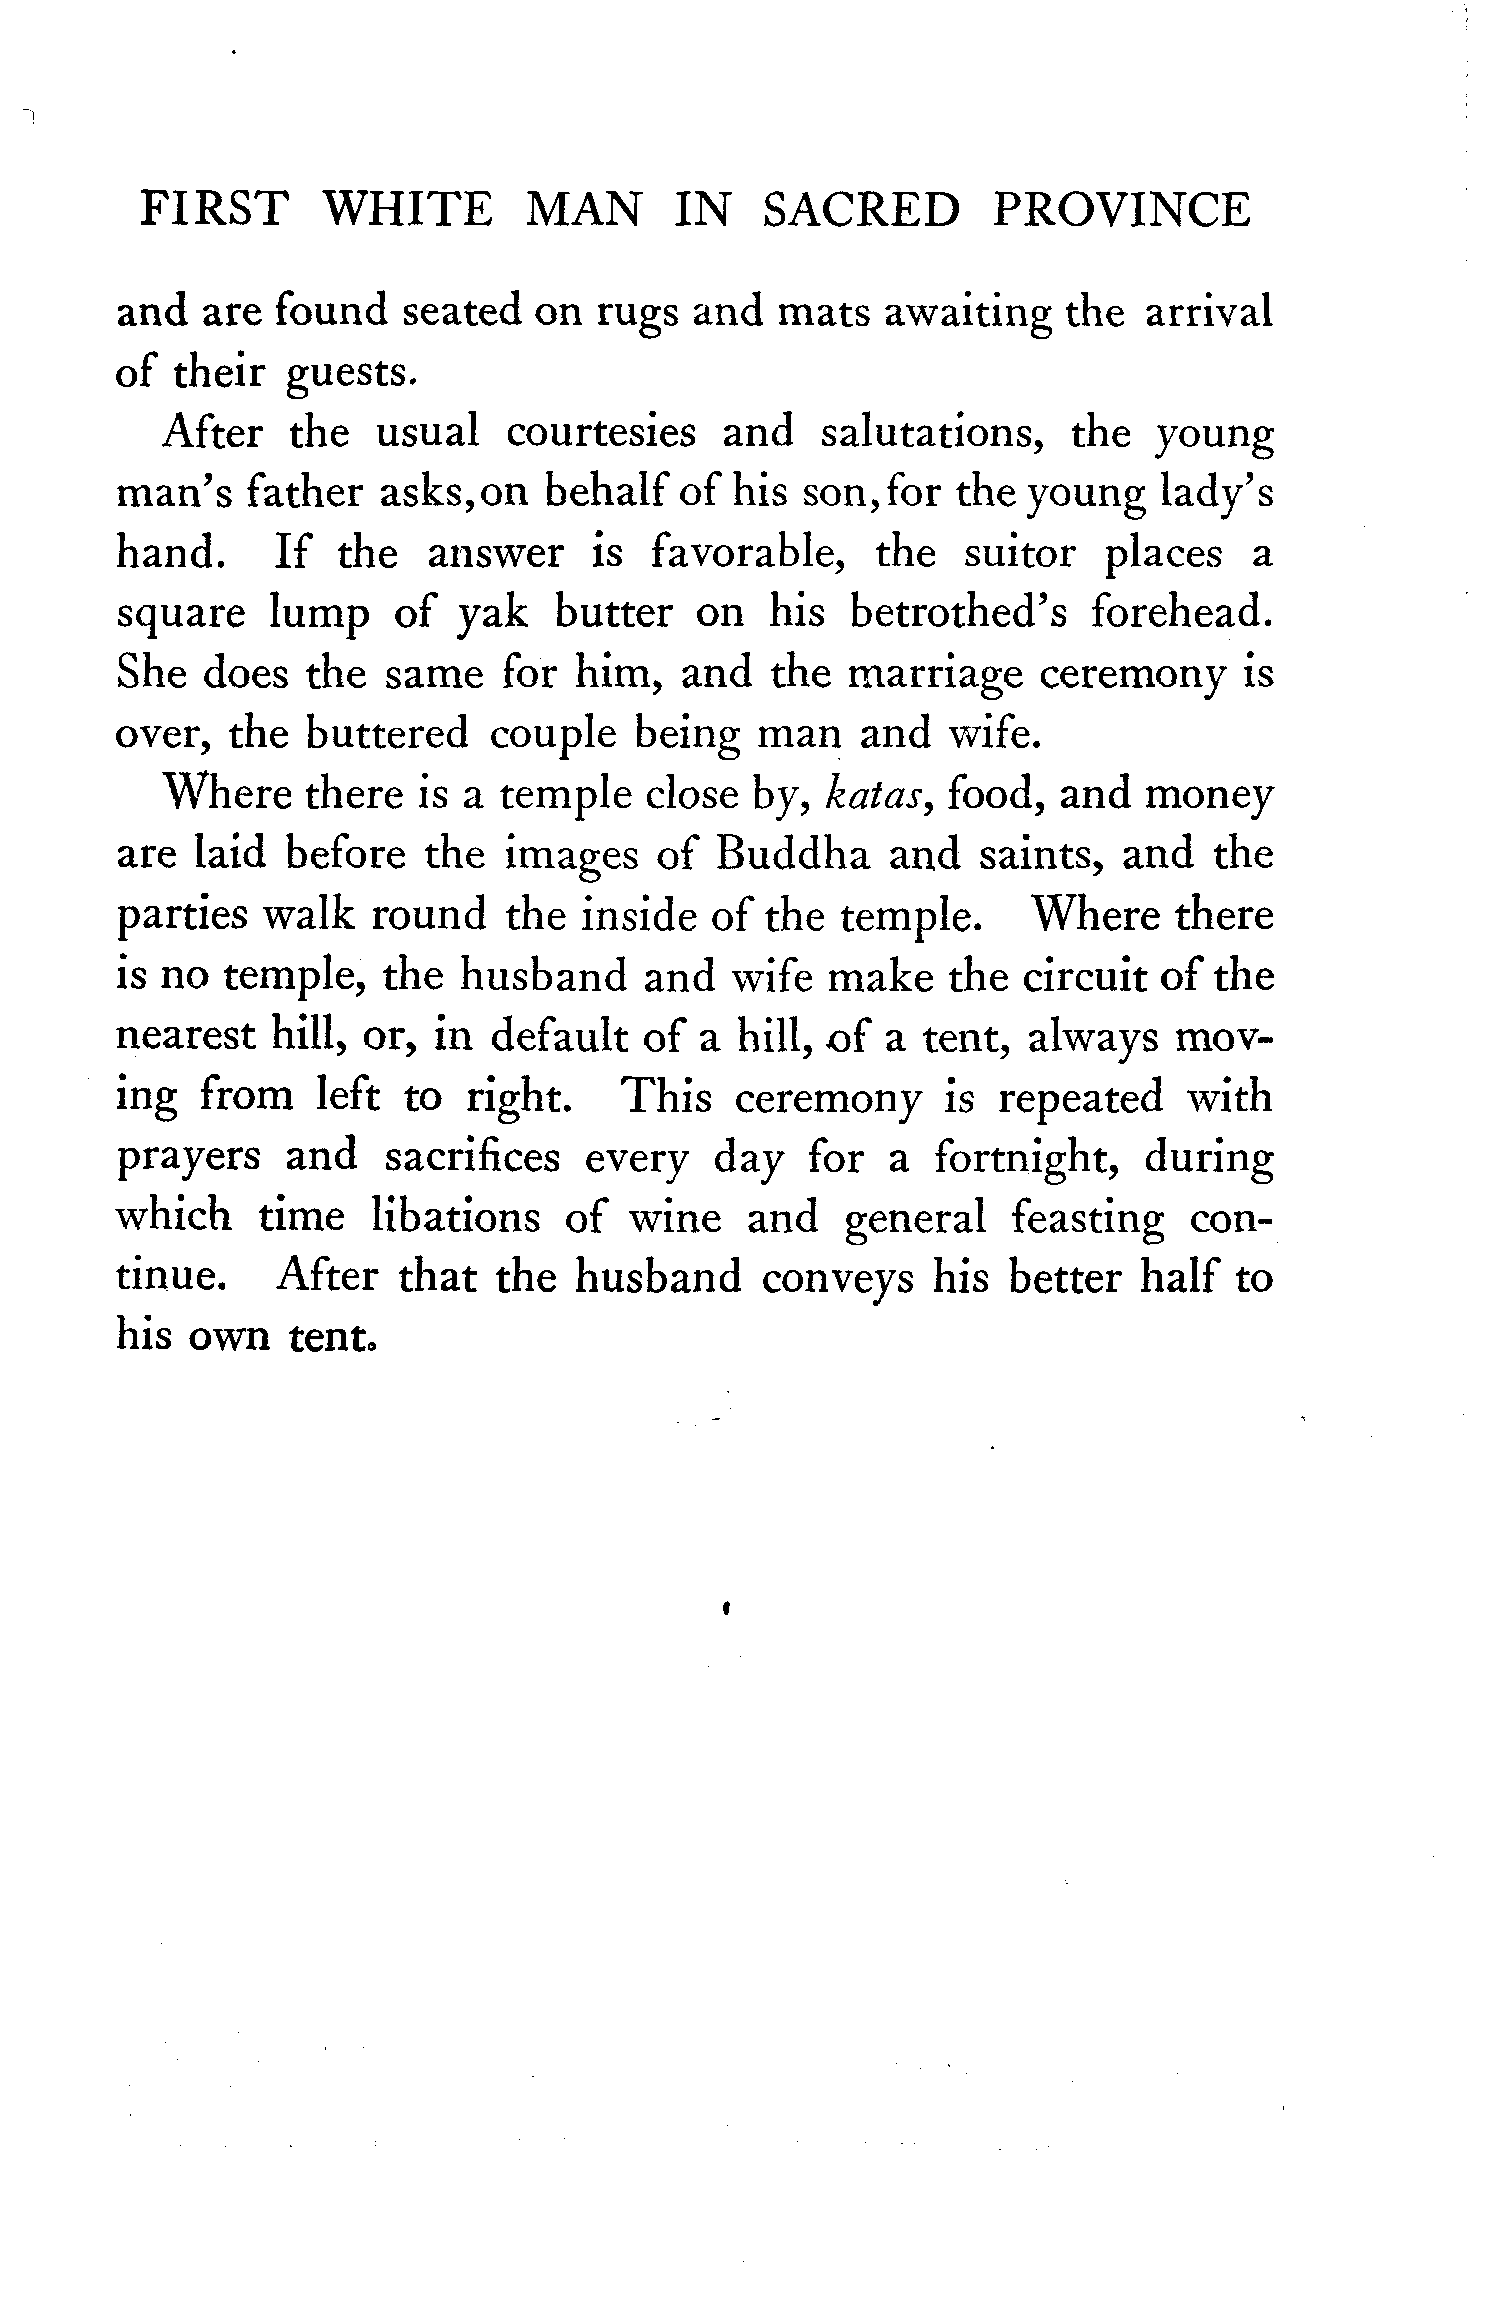 FIRST WHITE MAN IN SACRED PROVINCE
and are found seated on rugs and mats awaiting the arrival
of their guests.
After the usual courtesies and salutations, the young
man's father asks, on behalf of his son, for the young lady's
hand. If the answer is favorable, the suitor places a
square lump of yak butter on his betrothed's forehead.
She does the same for him, and the marriage ceremony is
over, the buttered couple being man and wife.
Where there is a temple close by, katas, food, and money
are laid before the images of Buddha and saints, and the
parties walk round the inside of the temple. Where there
is no temple, the husband and wife make the circuit of the
nearest hill, or, in default of a hill, of a tent, always mov-
ing from left to right. This ceremony is repeated with
prayers and sacrifices every day for a fortnight, during
which time libations of wine and general feasting con-
tinue. After that the husband conveys his better half to
his own tent.